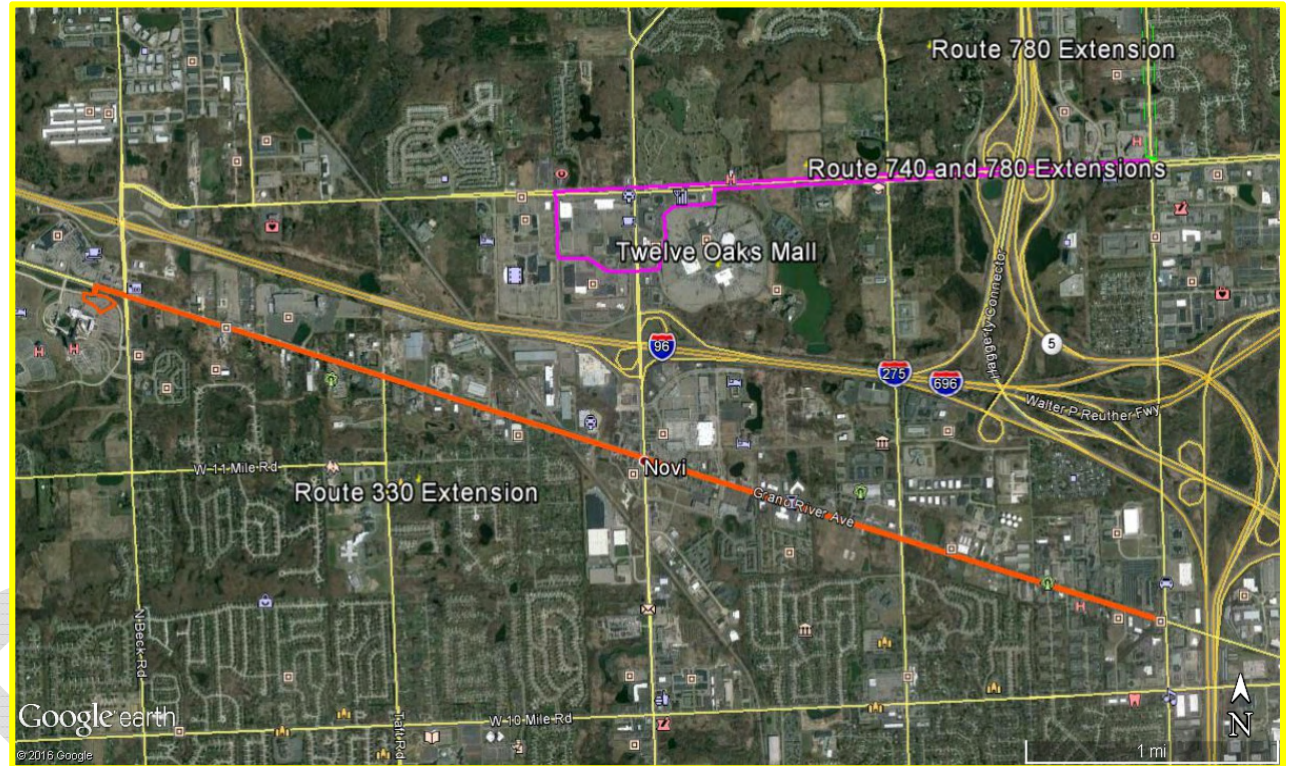 Route 780 Extension
Route 740 and 780 Extensions
Twelve Oaks Mall
Haggerty Connector
5
96
275
696
Walter P Reuther Fwy
W 11 Mile Rd
Novi
Route 330 Extension
Grand River Ave
N Beck Rd
Taft Rd
W 10 Mile Rd
Google earth
© 2016 Google
N
1 mi